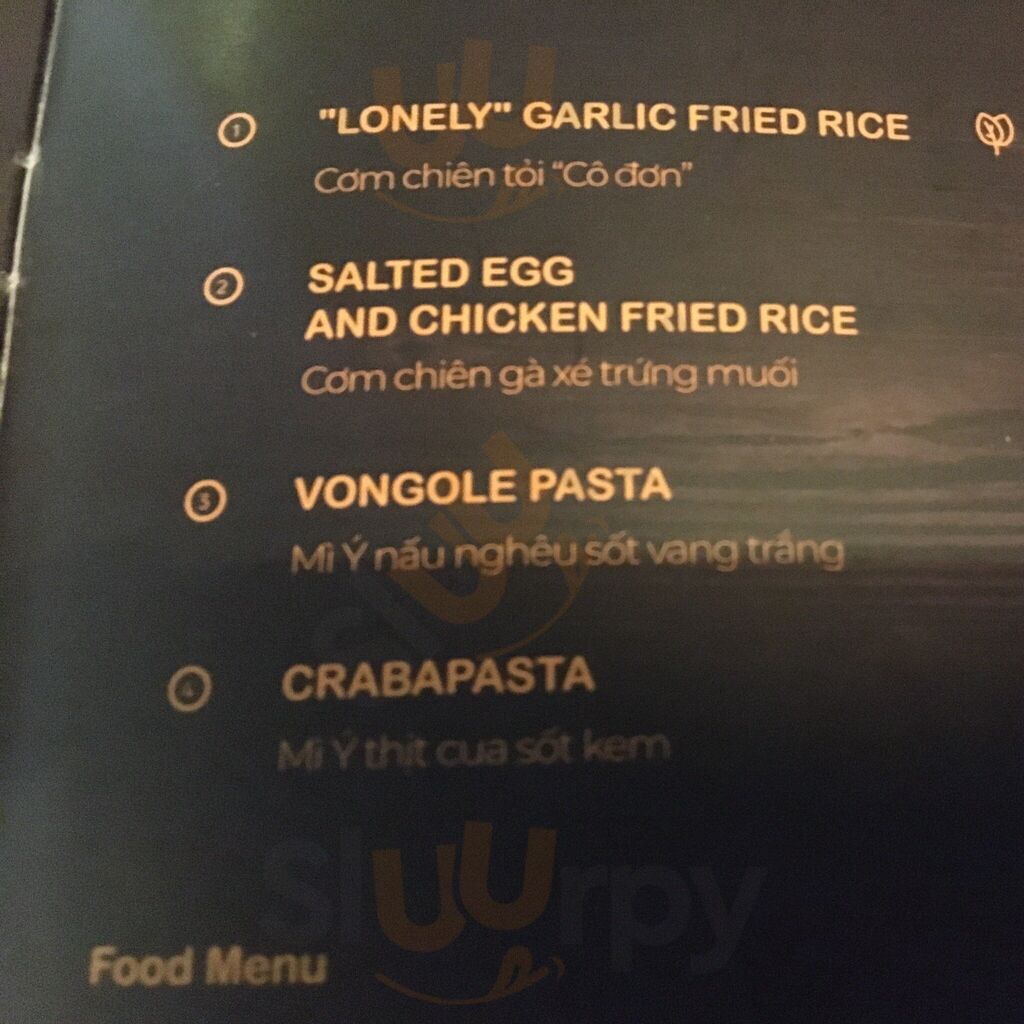 1 "LONELY" GARLIC FRIED RICE
Cơm chiên tỏi "Cô đơn"
2 SALTED EGG
AND CHICKEN FRIED RICE
Cơm chiên gà xé trứng muối
3 VONGOLE PASTA
Mì Ý nấu nghêu sốt vang trắng
4 CRABAPASTA
Mì Ý thịt cua sốt kem
sluurpy
Food Menu